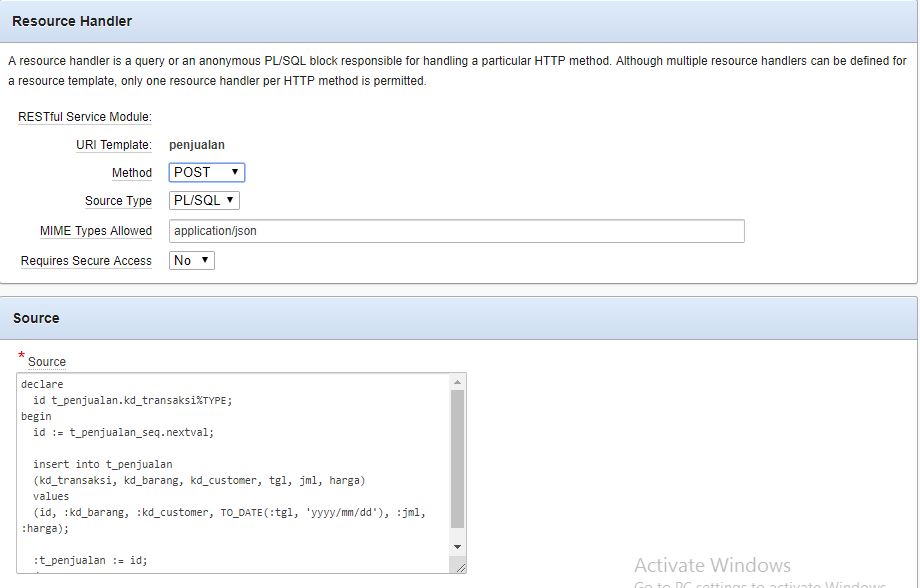 Resource Handler
A resource handler is a query or an anonymous PL/SQL block responsible for handling a particular HTTP method. Although multiple resource handlers can be defined for
a resource template, only one resource handler per HTTP method is permitted.
RESTful Service Module:
URI Template: penjualan
Method POST
Source Type PL/SQL
MIME Types Allowed application/json
Requires Secure Access No
Source
* Source
declare
id t_penjualan.kd_transaksi%TYPE;
begin
id := t_penjualan_seq.nextval;
insert into t_penjualan
(kd_transaksi, kd_barang, kd_customer, tgl, jml, harga)
values
(id, :kd_barang, :kd_customer, TO_DATE(:tgl, 'yyyy/mm/dd'), :jml,
:harga);
:t_penjualan := id;
Activate Windows
Go to PC settings to activate Windows